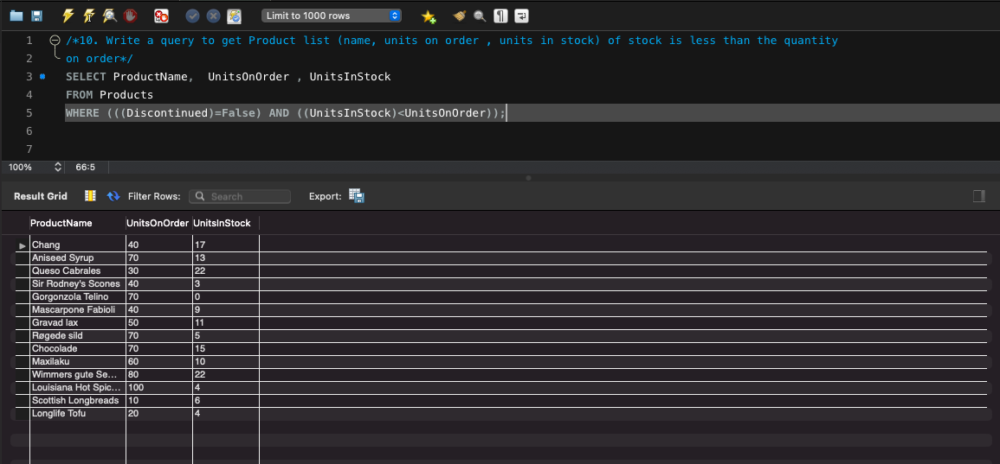 Limit to 1000 rows
1 /*10. Write a query to get Product list (name, units on order , units in stock) of stock is less than the quantity
2 on order*/
3 SELECT ProductName,  UnitsOnOrder , UnitsInStock
4 FROM Products
5 WHERE (((Discontinued)=False) AND ((UnitsInStock)<UnitsOnOrder));
6
7
100% 66:5
Result Grid Filter Rows: Search Export:
ProductName UnitsOnOrder UnitsInStock
Chang 40 17
Aniseed Syrup 70 13
Queso Cabrales 30 22
Sir Rodney's Scones 40 3
Gorgonzola Telino 70 0
Mascarpone Fabioli 40 9
Gravad lax 50 11
Røgede sild 70 5
Chocolade 70 15
Maxilaku 60 10
Wimmers gute Se... 80 22
Louisiana Hot Spic... 100 4
Scottish Longbreads 10 6
Longlife Tofu 20 4